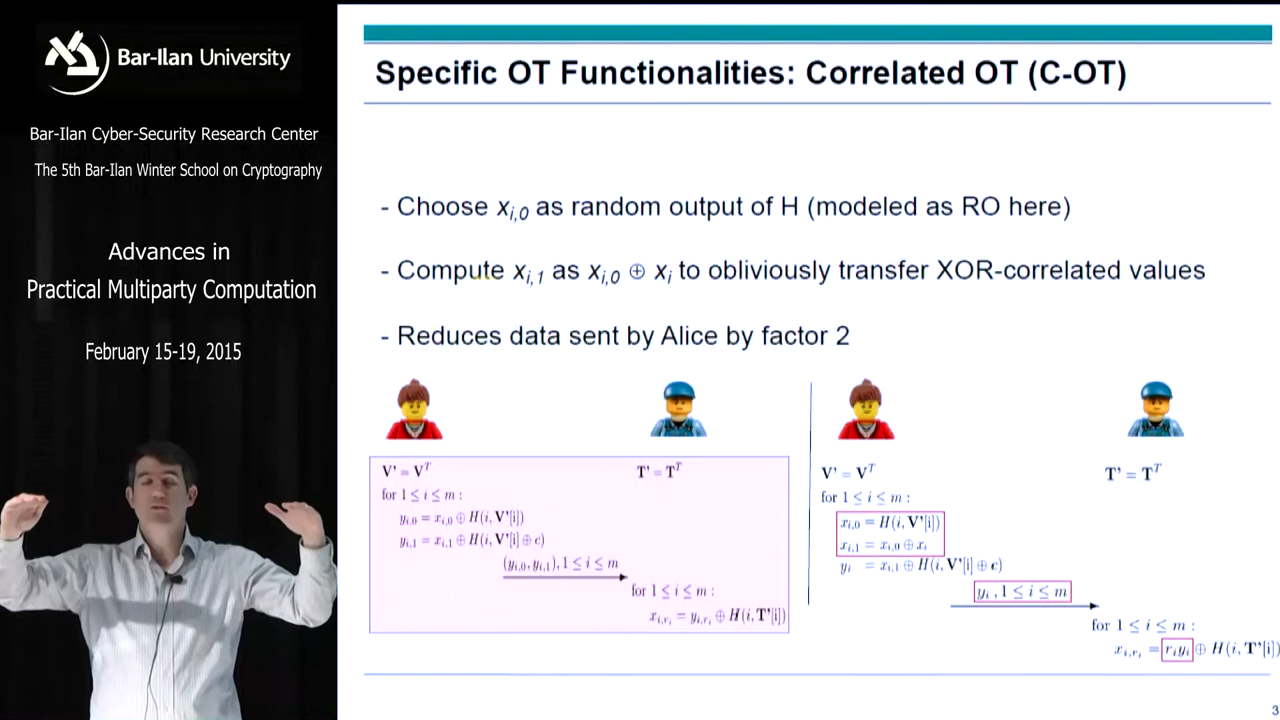 Bar-Ilan University
Bar-Ilan Cyber-Security Research Center
The 5th Bar-Ilan Winter School on Cryptography
Advances in
Practical Multiparty Computation
February 15-19, 2015
Specific OT Functionalities: Correlated OT (C-OT)
- Choose x_{i,0} as random output of H (modeled as RO here)
- Compute x_{i,1} as x_{i,0} ⊕ x_i to obliviously transfer XOR-correlated values
- Reduces data sent by Alice by factor 2
V' = V^T
T' = T^T
for 1 ≤ i ≤ m :
y_{i,0} = x_{i,0} ⊕ H(i, V'[i])
y_{i,1} = x_{i,1} ⊕ H(i, V'[i] ⊕ c)
(y_{i,0}, y_{i,1}), 1 ≤ i ≤ m
for 1 ≤ i ≤ m :
x_{i,r_i} = y_{i,r_i} ⊕ H(i, T'[i])
V' = V^T
T' = T^T
for 1 ≤ i ≤ m :
x_{i,0} = H(i, V'[i])
x_{i,1} = x_{i,0} ⊕ x_i
y_i = x_{i,1} ⊕ H(i, V'[i] ⊕ c)
y_i , 1 ≤ i ≤ m
for 1 ≤ i ≤ m :
x_{i,r_i} = r_i y_i ⊕ H(i, T'[i])
3